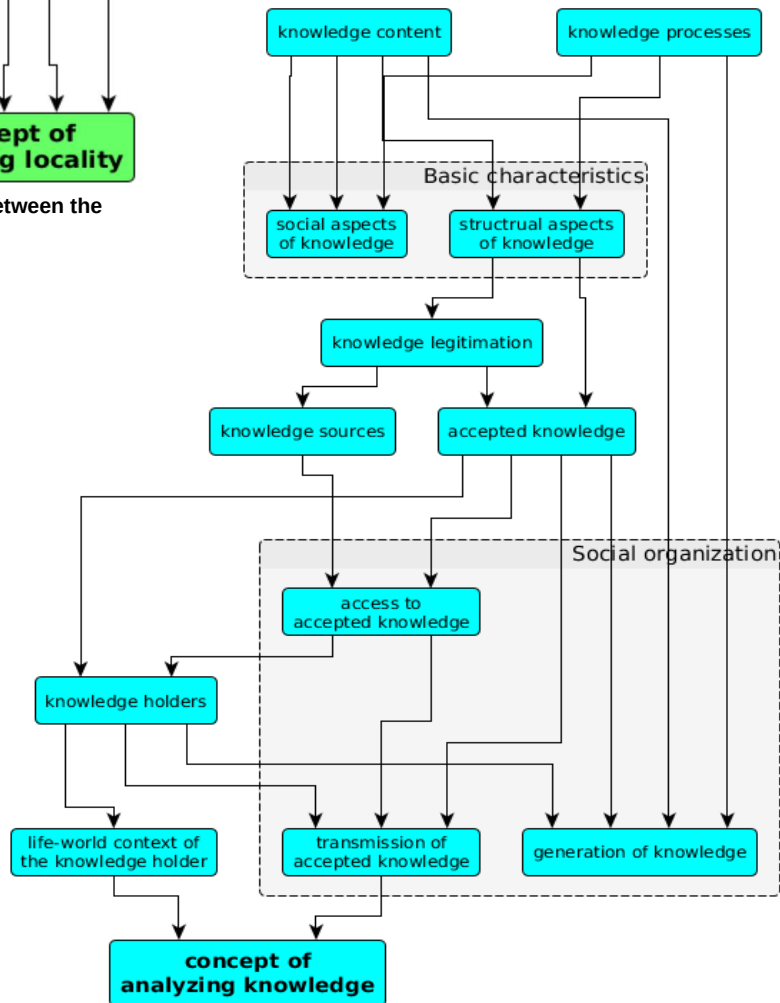 knowledge content
knowledge processes
ept of
g locality
etween the
Basic characteristics
social aspects
of knowledge
structrual aspects
of knowledge
knowledge legitimation
knowledge sources
accepted knowledge
Social organization
access to
accepted knowledge
knowledge holders
life-world context of
the knowledge holder
transmission of
accepted knowledge
generation of knowledge
concept of
analyzing knowledge